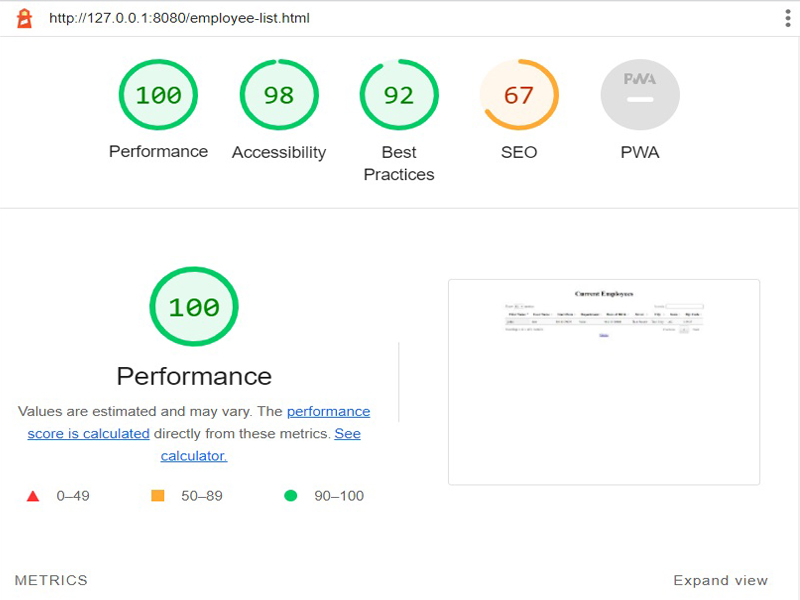 http://127.0.0.1:8080/employee-list.html
100
98
92
67
PWA
Performance
Accessibility
Best
Practices
SEO
PWA
100
Current Employees
Performance
Values are estimated and may vary. The performance
score is calculated directly from these metrics. See
calculator.
0–49
50–89
90–100
METRICS
Expand view